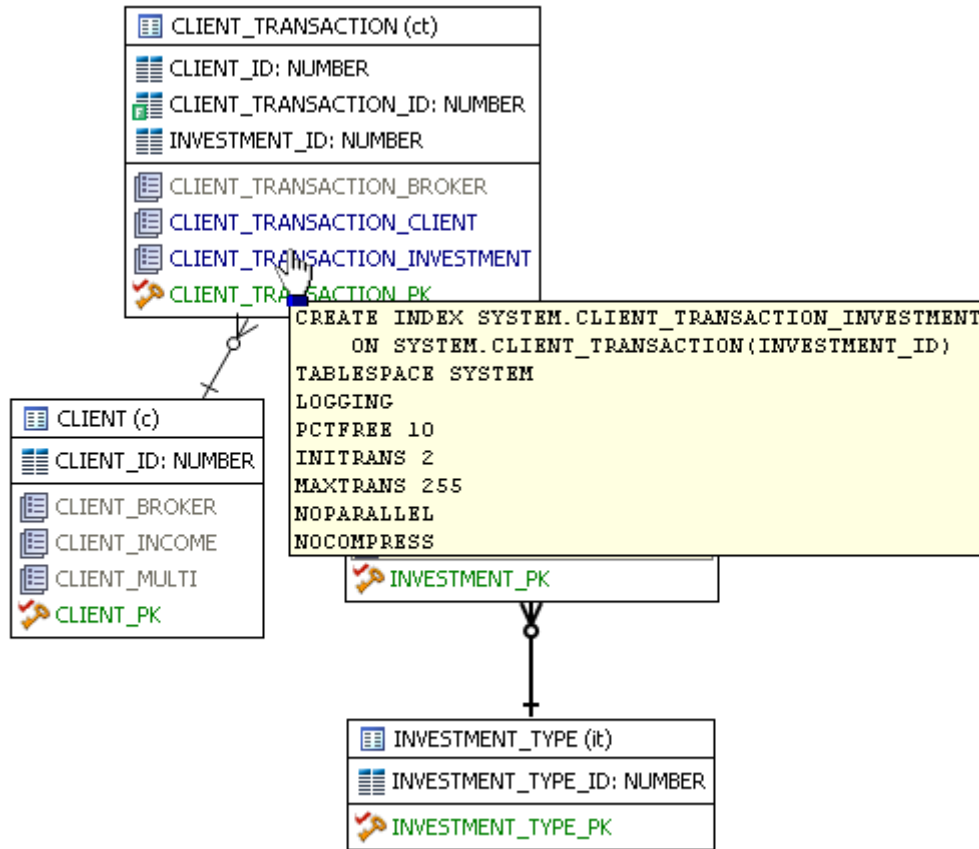 CLIENT_TRANSACTION (ct)
CLIENT_ID: NUMBER
CLIENT_TRANSACTION_ID: NUMBER
INVESTMENT_ID: NUMBER
CLIENT_TRANSACTION_BROKER
CLIENT_TRANSACTION_CLIENT
CLIENT_TRANSACTION_INVESTMENT
CLIENT_TRANSACTION_PK
CREATE INDEX SYSTEM.CLIENT_TRANSACTION_INVESTMENT
ON SYSTEM.CLIENT_TRANSACTION(INVESTMENT_ID)
TABLESPACE SYSTEM
LOGGING
PCTFREE 10
INITRANS 2
MAXTRANS 255
NOPARALLEL
NOCOMPRESS
CLIENT (c)
CLIENT_ID: NUMBER
CLIENT_BROKER
CLIENT_INCOME
CLIENT_MULTI
CLIENT_PK
INVESTMENT_PK
INVESTMENT_TYPE (it)
INVESTMENT_TYPE_ID: NUMBER
INVESTMENT_TYPE_PK